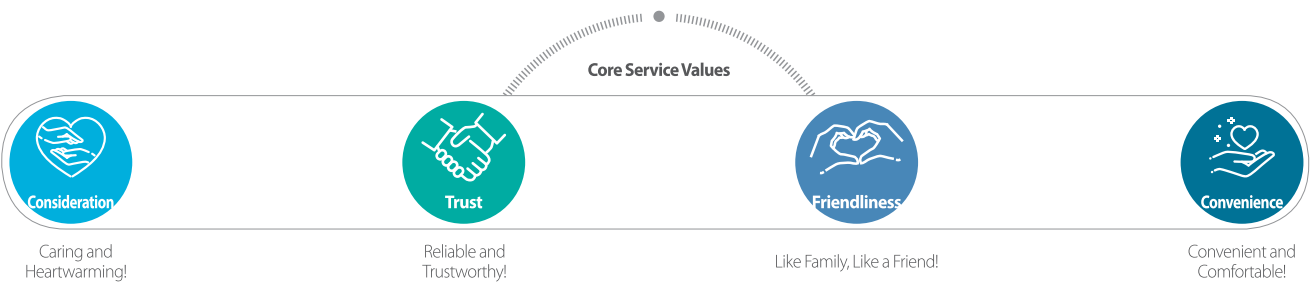 Core Service Values
Consideration
Trust
Friendliness
Convenience
Caring and
Heartwarming!
Reliable and
Trustworthy!
Like Family, Like a Friend!
Convenient and
Comfortable!